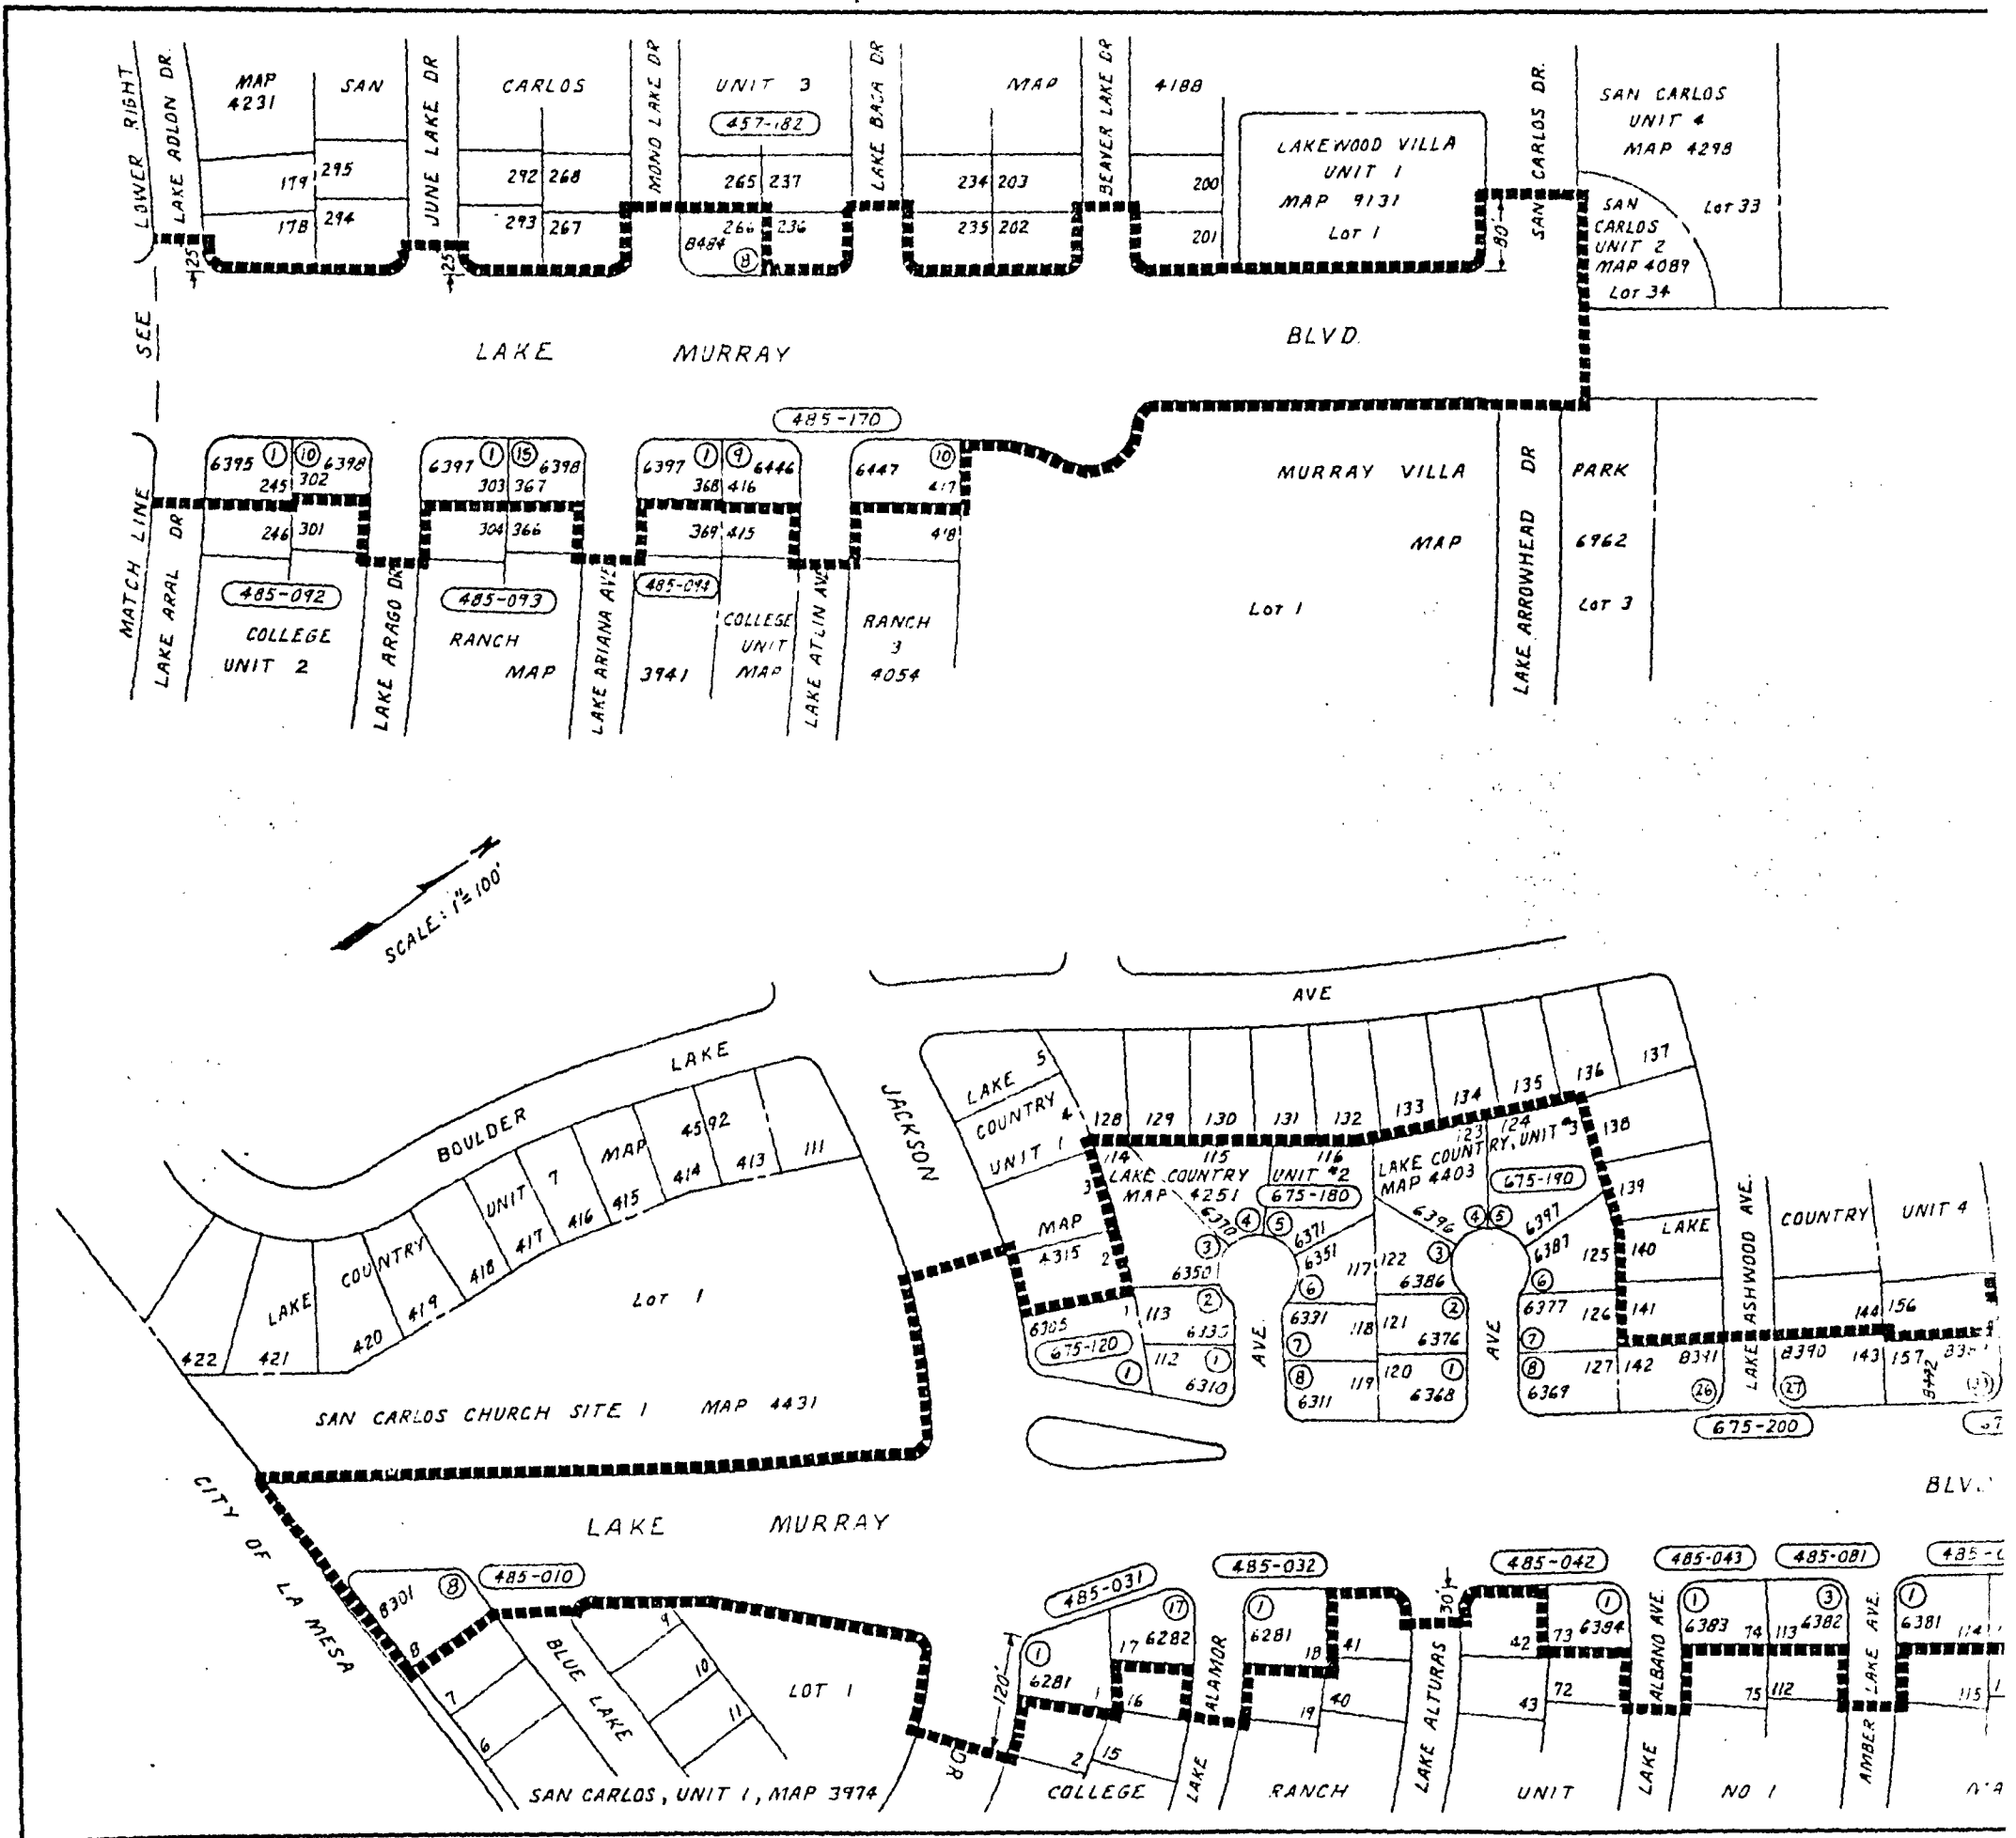 LOWER RIGHT
LAKE ADLON DR.
MAP
4231
SAN
JUNE LAKE DR
CARLOS
MONO LAKE DR
UNIT 3
457-182
LAKE BACA DR
MAP
BEAVER LAKE DR
4188
LAKEWOOD VILLA
UNIT 1
MAP 9131
Lot 1
SAN CARLOS DR.
SAN CARLOS
UNIT 4
MAP 4298
Lot 33
SAN
CARLOS
UNIT 2
MAP 4089
Lot 34
179 295
178 294
292 268
293 267
265 237
266 236
8484
8
234 203
235 202
200
201
25'
25'
80'
SEE
LAKE MURRAY BLVD.
485-170
MATCH LINE
LAKE ARAL DR
6395 1 10 6398
245 302
246 301
485-092
COLLEGE
UNIT 2
LAKE ARAGO DR
6397 1 15 6398
303 367
304 366
485-093
RANCH
MAP
LAKE ARIANA AVE
6397 1 9 6446
368 416
369 415
485-094
3941
COLLEGE
UNIT
MAP
LAKE ATLIN AVE
6447 10
417
418
RANCH
3
4054
MURRAY VILLA
MAP
Lot 1
LAKE ARROWHEAD DR
PARK
6962
Lot 3
N
SCALE: 1"=100'
BOULDER LAKE AVE
JACKSON
LAKE
COUNTRY
UNIT 7
MAP
4592
422
421
420
419
418
417
416
415
414
413
111
Lot 1
SAN CARLOS CHURCH SITE 1 MAP 4431
LAKE 5
COUNTRY 4
UNIT 1
3
MAP
4315 2
1
6305
675-120
1
128 129 130 131 132 133 134 135 136 137
138
139
140
141
114 115 116
LAKE COUNTRY UNIT #2
MAP 4251
675-180
123 124
LAKE COUNTRY, UNIT #3
MAP 4403
675-190
6370 4 5 6371
3
6350
6351
6
117 122
113 2
6335
112 1
6310
AVE.
6331
7
118
8
6311
119
6396 4 5 6397
3
6386
6387
6
125
121 2
6376
120 1
6368
AVE
6377
7
126
8
6369
127 142
LAKE
8391
26
LAKE ASHWOOD AVE.
COUNTRY
UNIT 4
144 156
8390
27
143 157
675-200
CITY OF LA MESA
LAKE MURRAY
8301
8
8
485-010
7
6
BLUE LAKE
9
10
11
LOT 1
SAN CARLOS, UNIT 1, MAP 3974
DR
120'
485-031
1
6281
1
2
17
17 6282
16
15
COLLEGE
LAKE ALAMOR
485-032
1
6281
18 41
19 40
RANCH
LAKE ALTURAS
30'
485-042
42 73 6384
1
43 72
UNIT
LAKE ALBANO AVE.
485-043
485-081
1
6383
74 113 6382
3
75 112
NO 1
AMBER LAKE AVE.
1
6381
114
115